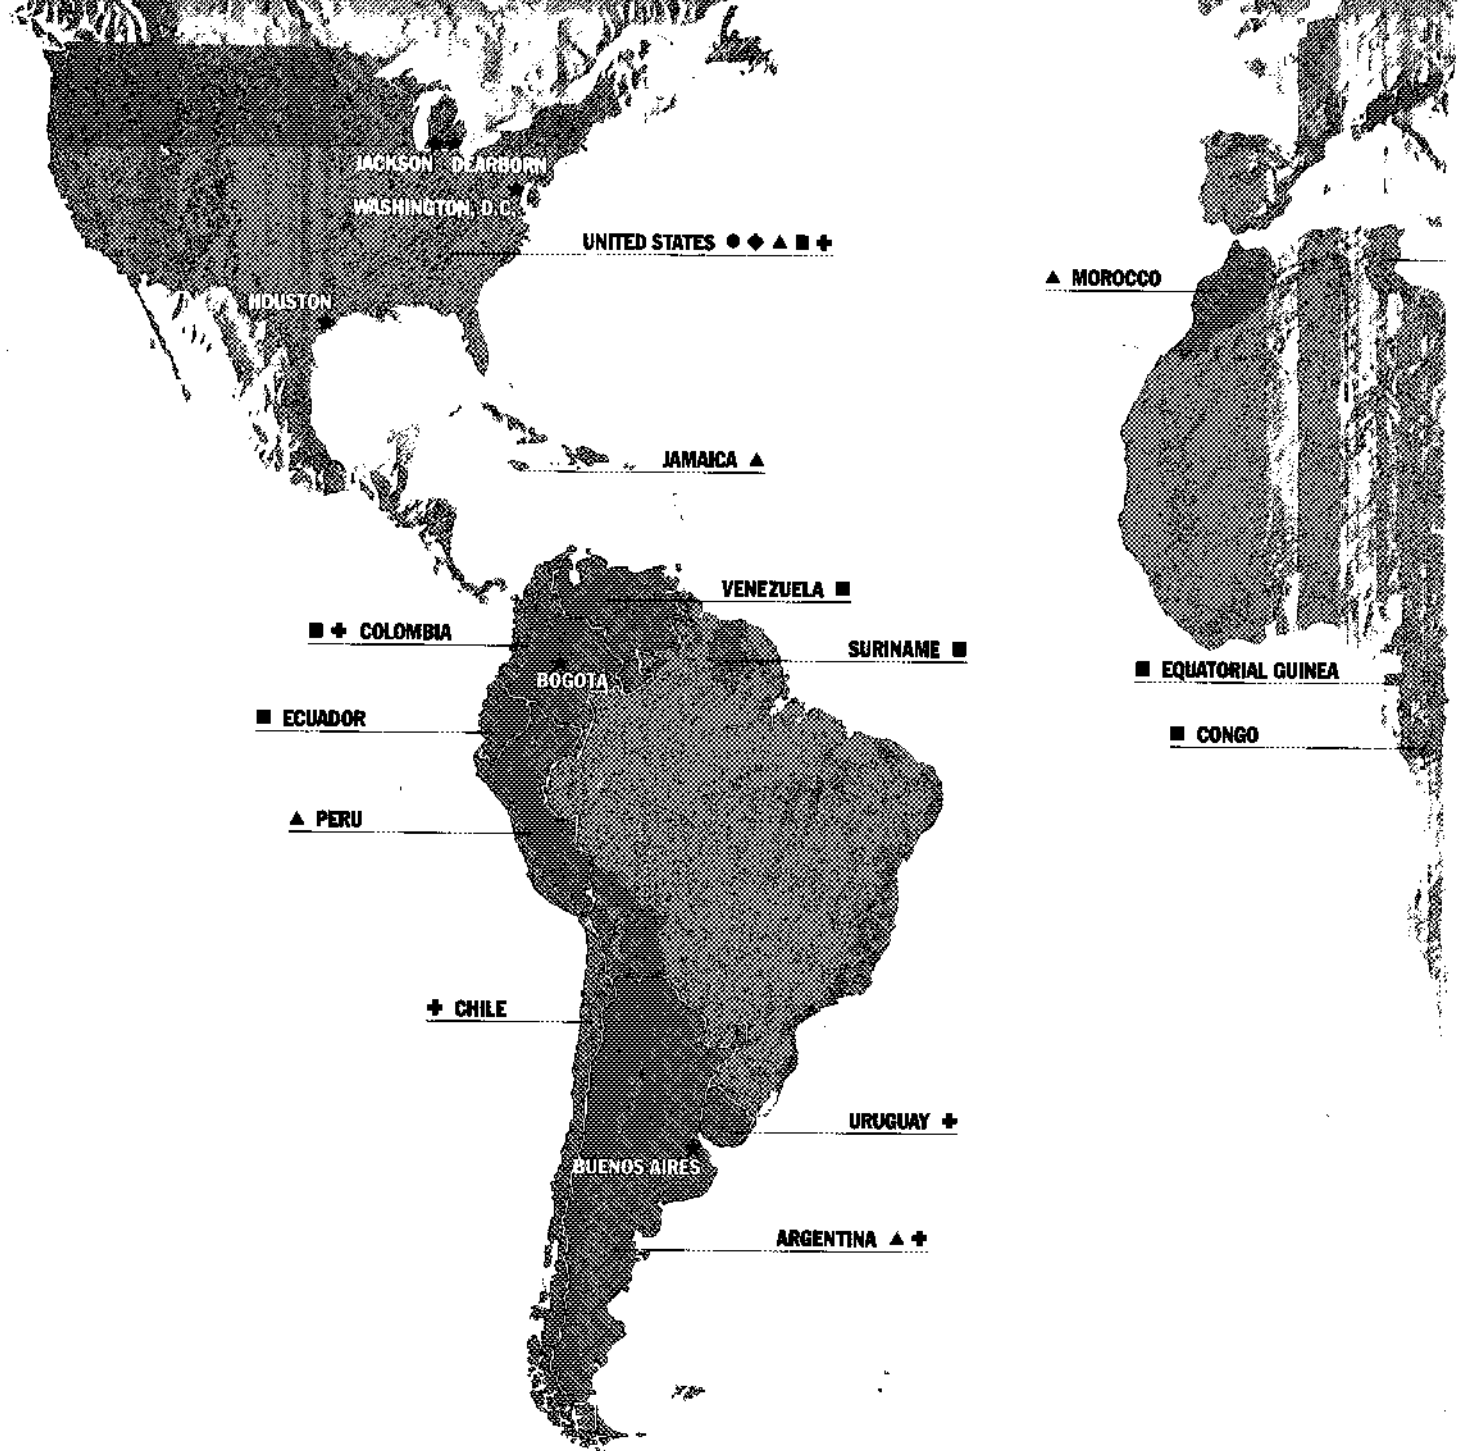 JACKSON DEARBORN
WASHINGTON, D.C.
UNITED STATES ● ◆ ▲ ■ ✚
▲ MOROCCO
HOUSTON
JAMAICA ▲
VENEZUELA ■
■ ✚ COLOMBIA
SURINAME ■
■ EQUATORIAL GUINEA
BOGOTA
■ ECUADOR
■ CONGO
▲ PERU
✚ CHILE
URUGUAY ✚
BUENOS AIRES
ARGENTINA ▲ ✚